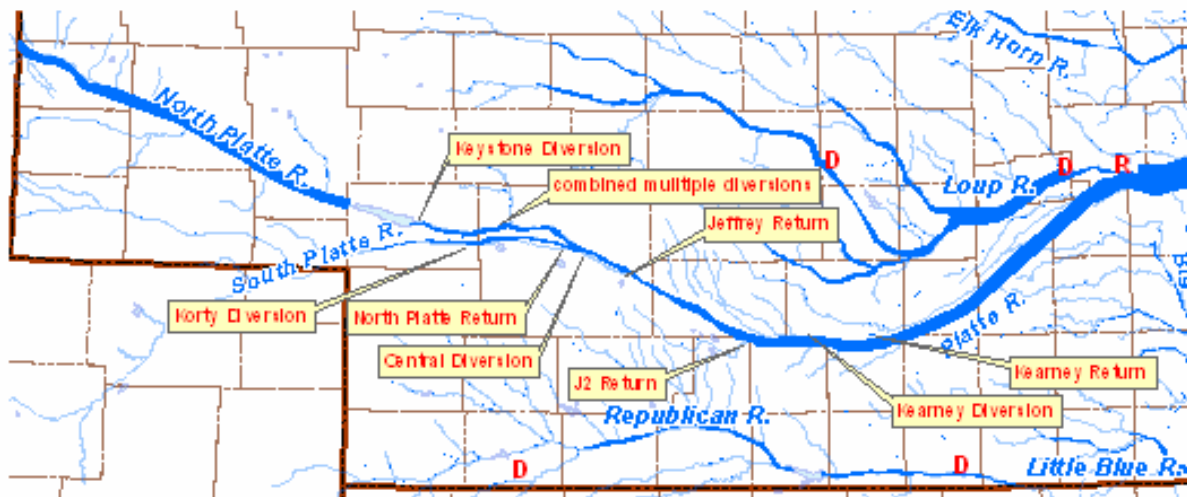 Elk Horn R.
North Platte R.
Keystone Diversion
combined mulitiple diversions
D
D
R
Loup R.
Jeffrey Return
South Platte R.
Korty Diversion
North Platte Return
Central Diversion
Platte R.
J2 Return
Kearney Return
Kearney Diversion
Republican R.
D
D
Little Blue R.